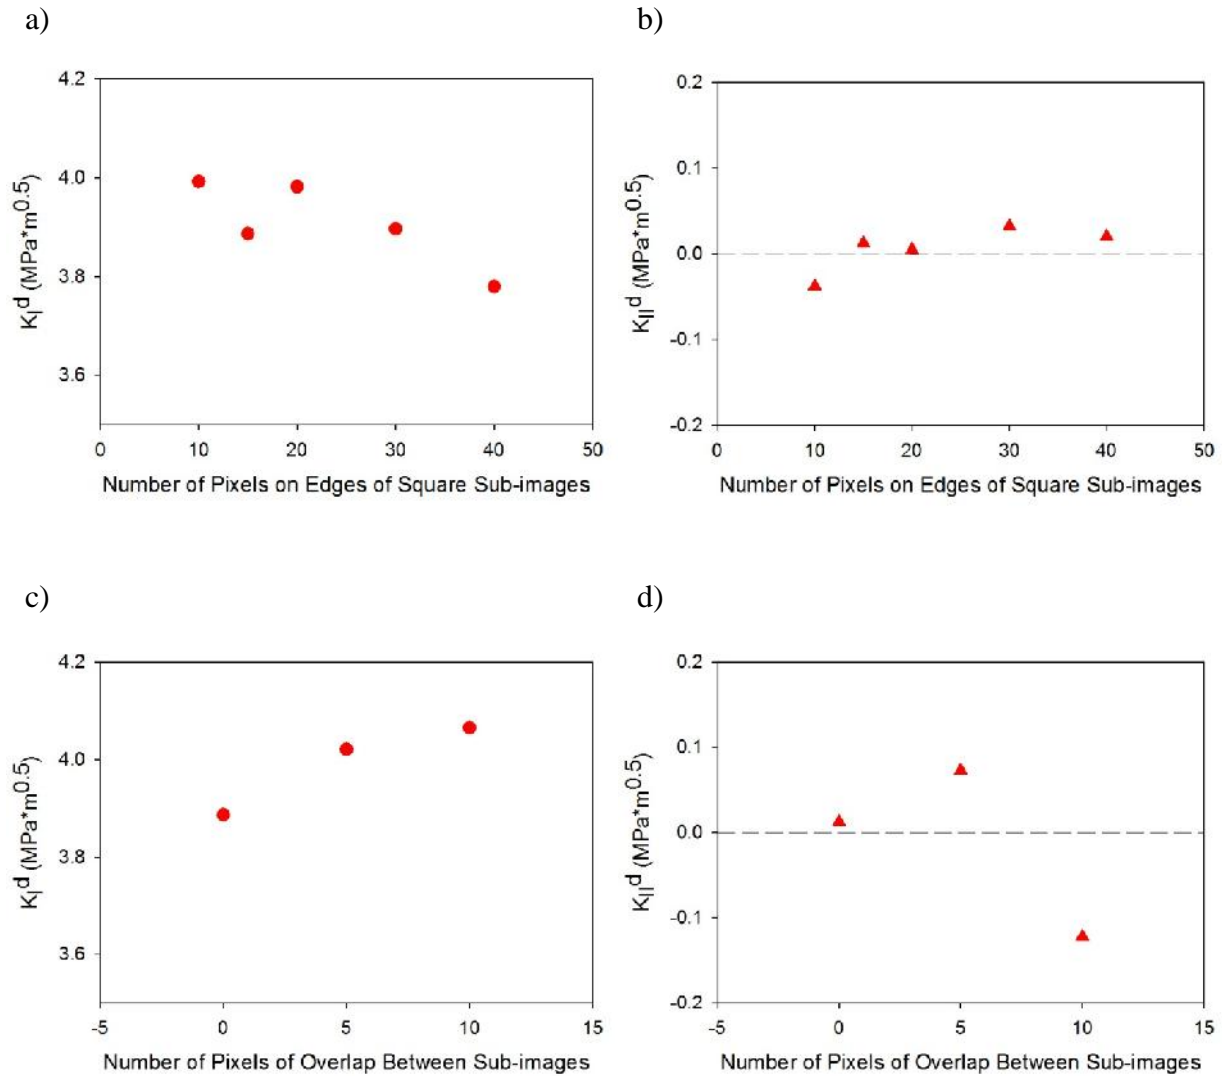 a)
4.2
4.0
3.8
3.6
K_I^d (MPa*m^0.5)
0 10 20 30 40 50
Number of Pixels on Edges of Square Sub-images
b)
0.2
0.1
0.0
-0.1
-0.2
K_II^d (MPa*m^0.5)
0 10 20 30 40 50
Number of Pixels on Edges of Square Sub-images
c)
4.2
4.0
3.8
3.6
K_I^d (MPa*m^0.5)
-5 0 5 10 15
Number of Pixels of Overlap Between Sub-images
d)
0.2
0.1
0.0
-0.1
-0.2
K_II^d (MPa*m^0.5)
-5 0 5 10 15
Number of Pixels of Overlap Between Sub-images